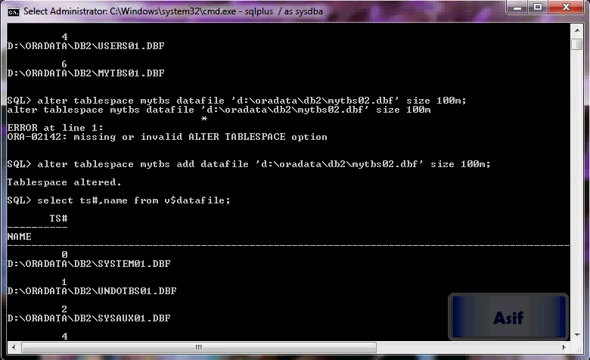 Select Administrator: C:\Windows\system32\cmd.exe - sqlplus  / as sysdba
4
D:\ORADATA\DB2\USERS01.DBF
6
D:\ORADATA\DB2\MYTBS01.DBF
SQL> alter tablespace mytbs datafile 'd:\oradata\db2\mytbs02.dbf' size 100m;
alter tablespace mytbs datafile 'd:\oradata\db2\mytbs02.dbf' size 100m
*
ERROR at line 1:
ORA-02142: missing or invalid ALTER TABLESPACE option
SQL> alter tablespace mytbs add datafile 'd:\oradata\db2\mytbs02.dbf' size 100m;
Tablespace altered.
SQL> select ts#,name from v$datafile;
TS#
----------
NAME
--------------------------------------------------------------------------------
0
D:\ORADATA\DB2\SYSTEM01.DBF
1
D:\ORADATA\DB2\UNDOTBS01.DBF
2
D:\ORADATA\DB2\SYSAUX01.DBF
4
Asif